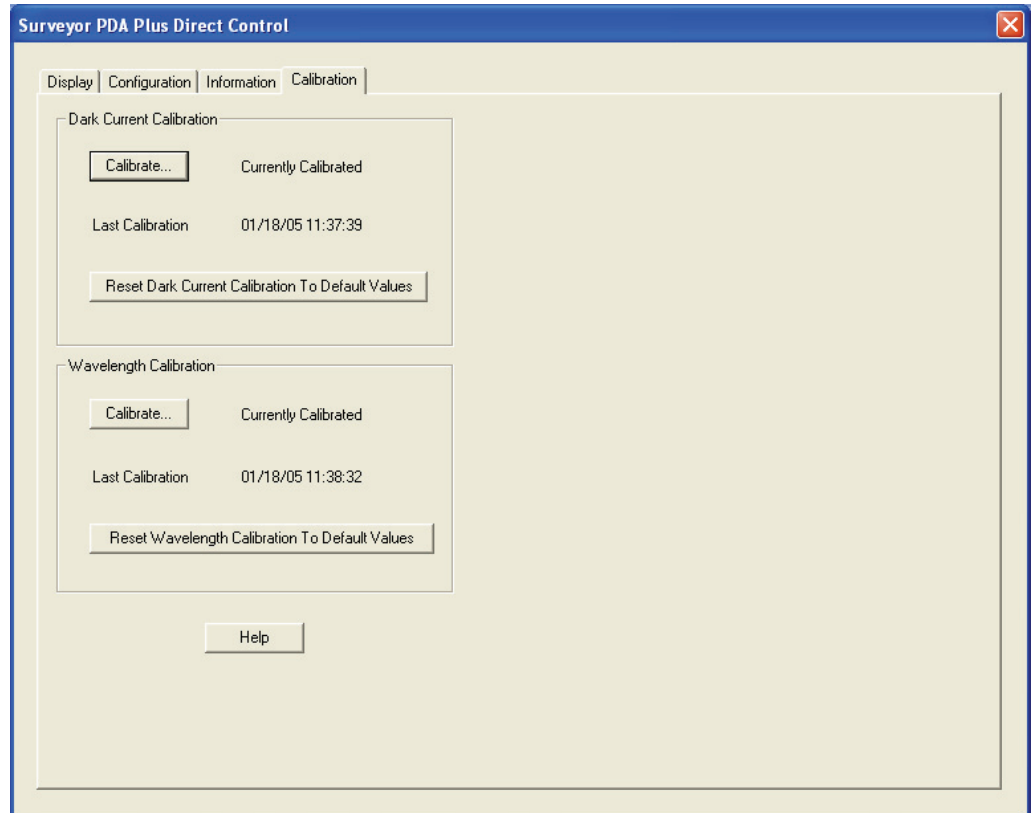 Surveyor PDA Plus Direct Control
Display Configuration Information Calibration
Dark Current Calibration
Calibrate... Currently Calibrated
Last Calibration 01/18/05 11:37:39
Reset Dark Current Calibration To Default Values
Wavelength Calibration
Calibrate... Currently Calibrated
Last Calibration 01/18/05 11:38:32
Reset Wavelength Calibration To Default Values
Help